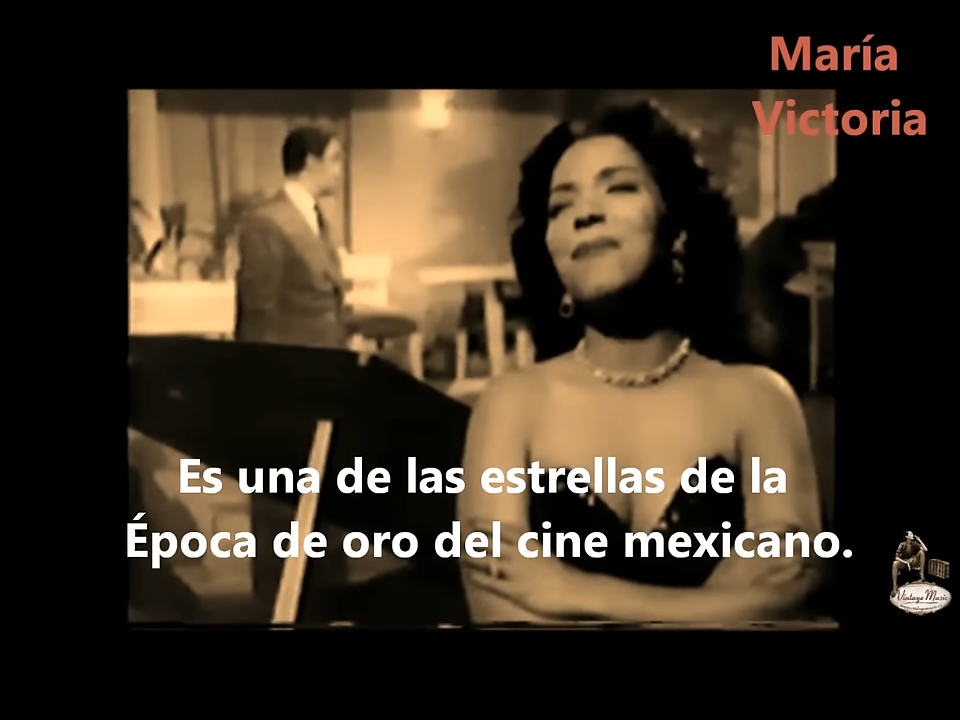 María
Victoria
Es una de las estrellas de la
Época de oro del cine mexicano.
Vintage Music